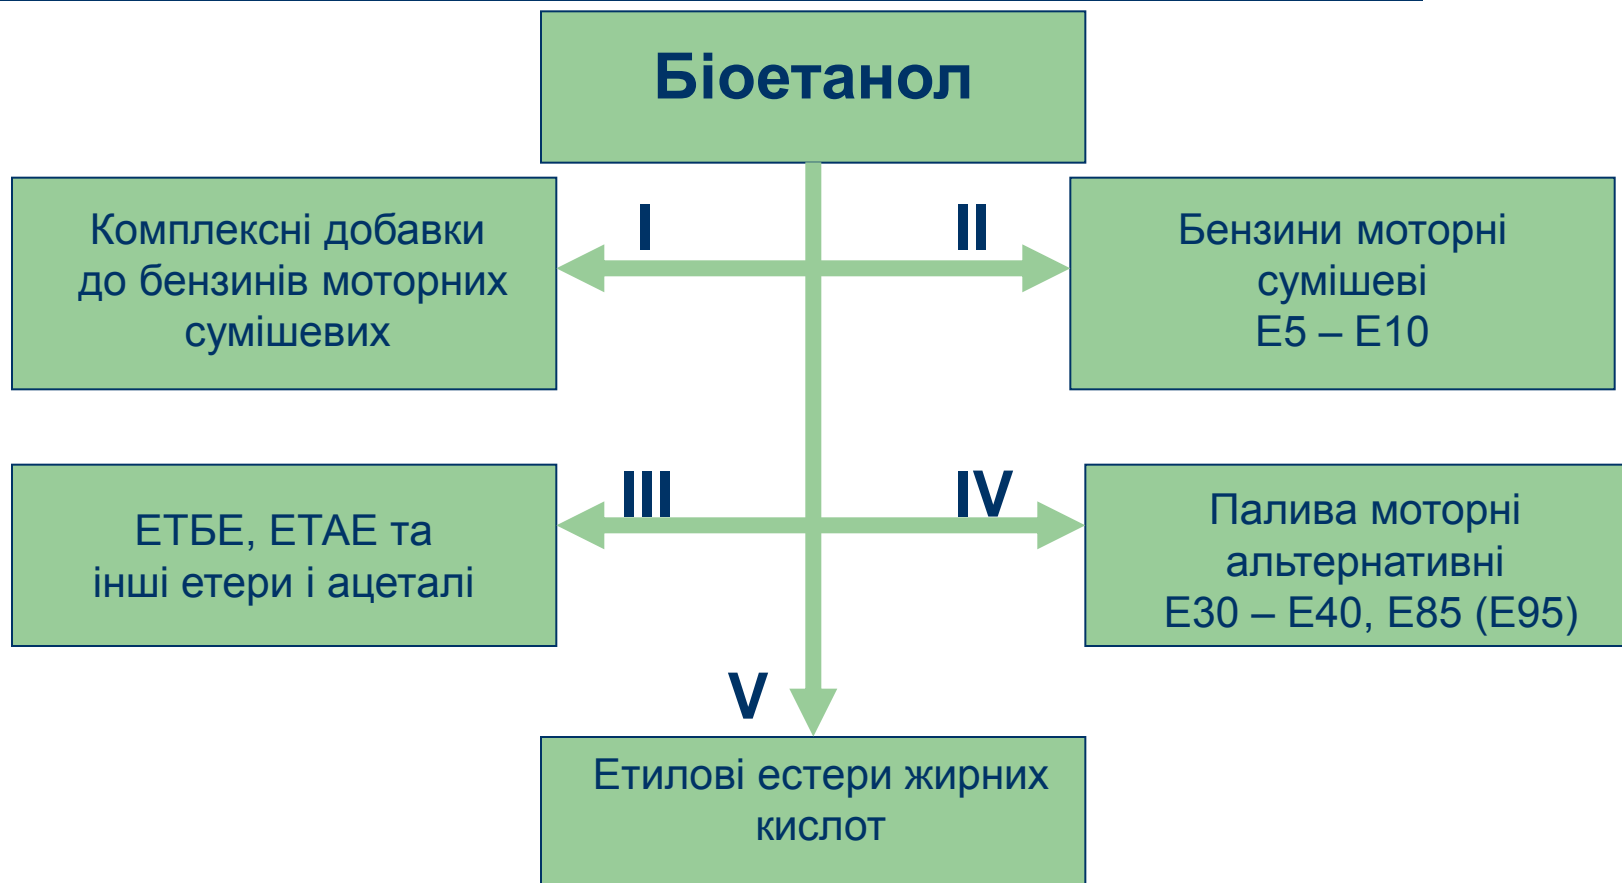 Біоетанол
I
II
Комплексні добавки
до бензинів моторних
сумішевих
Бензини моторні
сумішеві
Е5 – Е10
III
IV
ЕТБЕ, ЕТАЕ та
інші етери і ацеталі
Палива моторні
альтернативні
Е30 – Е40, Е85 (Е95)
V
Етилові естери жирних
кислот